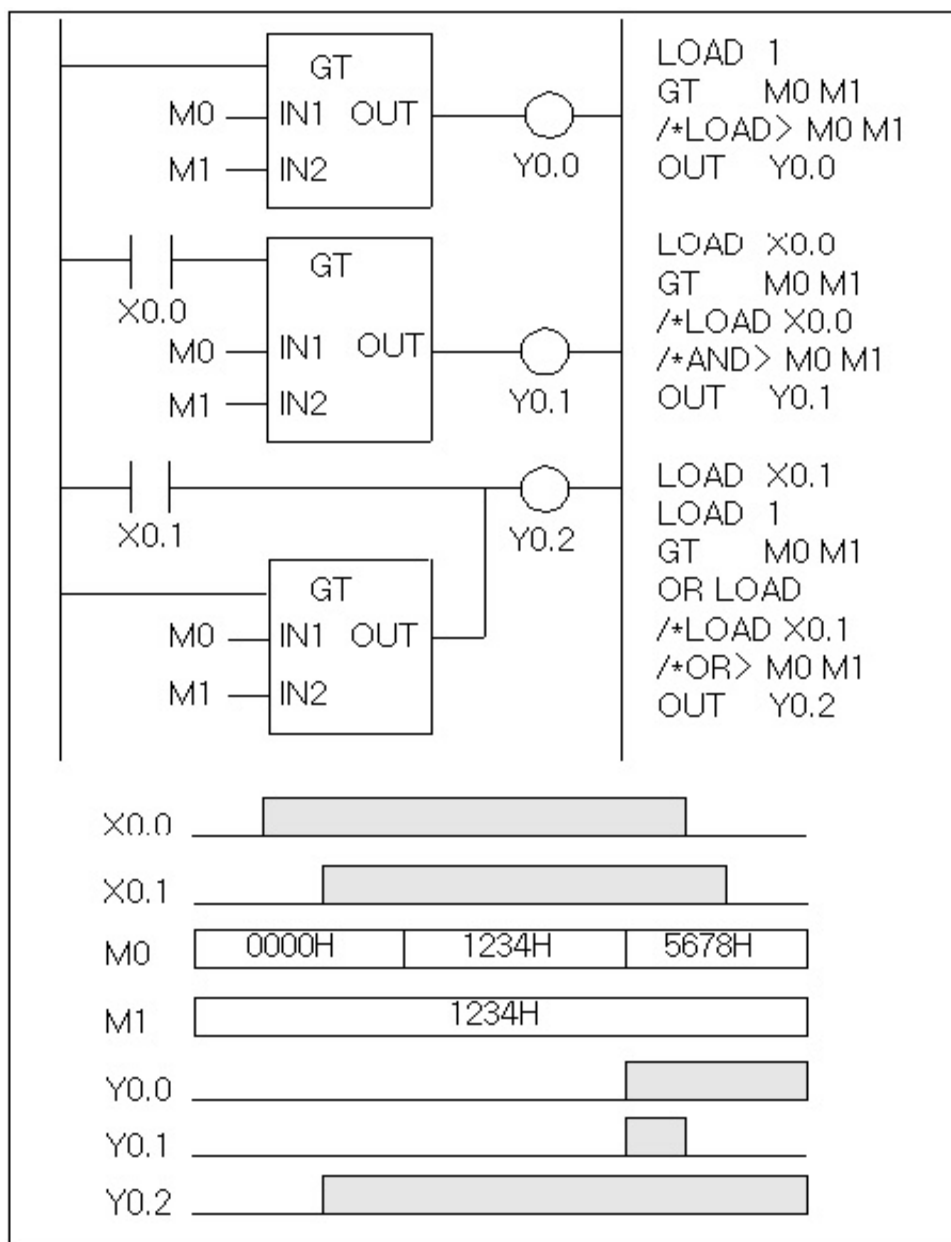 GT
M0 IN1 OUT
M1 IN2
Y0.0
LOAD 1
GT M0 M1
/*LOAD> M0 M1
OUT Y0.0
X0.0
GT
M0 IN1 OUT
M1 IN2
Y0.1
LOAD X0.0
GT M0 M1
/*LOAD X0.0
/*AND> M0 M1
OUT Y0.1
X0.1
Y0.2
GT
M0 IN1 OUT
M1 IN2
LOAD X0.1
LOAD 1
GT M0 M1
OR LOAD
/*LOAD X0.1
/*OR> M0 M1
OUT Y0.2
X0.0
X0.1
M0 0000H 1234H 5678H
M1 1234H
Y0.0
Y0.1
Y0.2